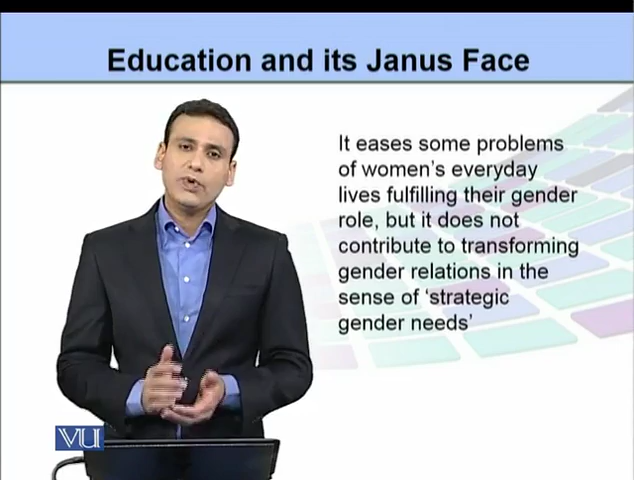 Education and its Janus Face
It eases some problems
of women's everyday
lives fulfilling their gender
role, but it does not
contribute to transforming
gender relations in the
sense of 'strategic
gender needs'
VU